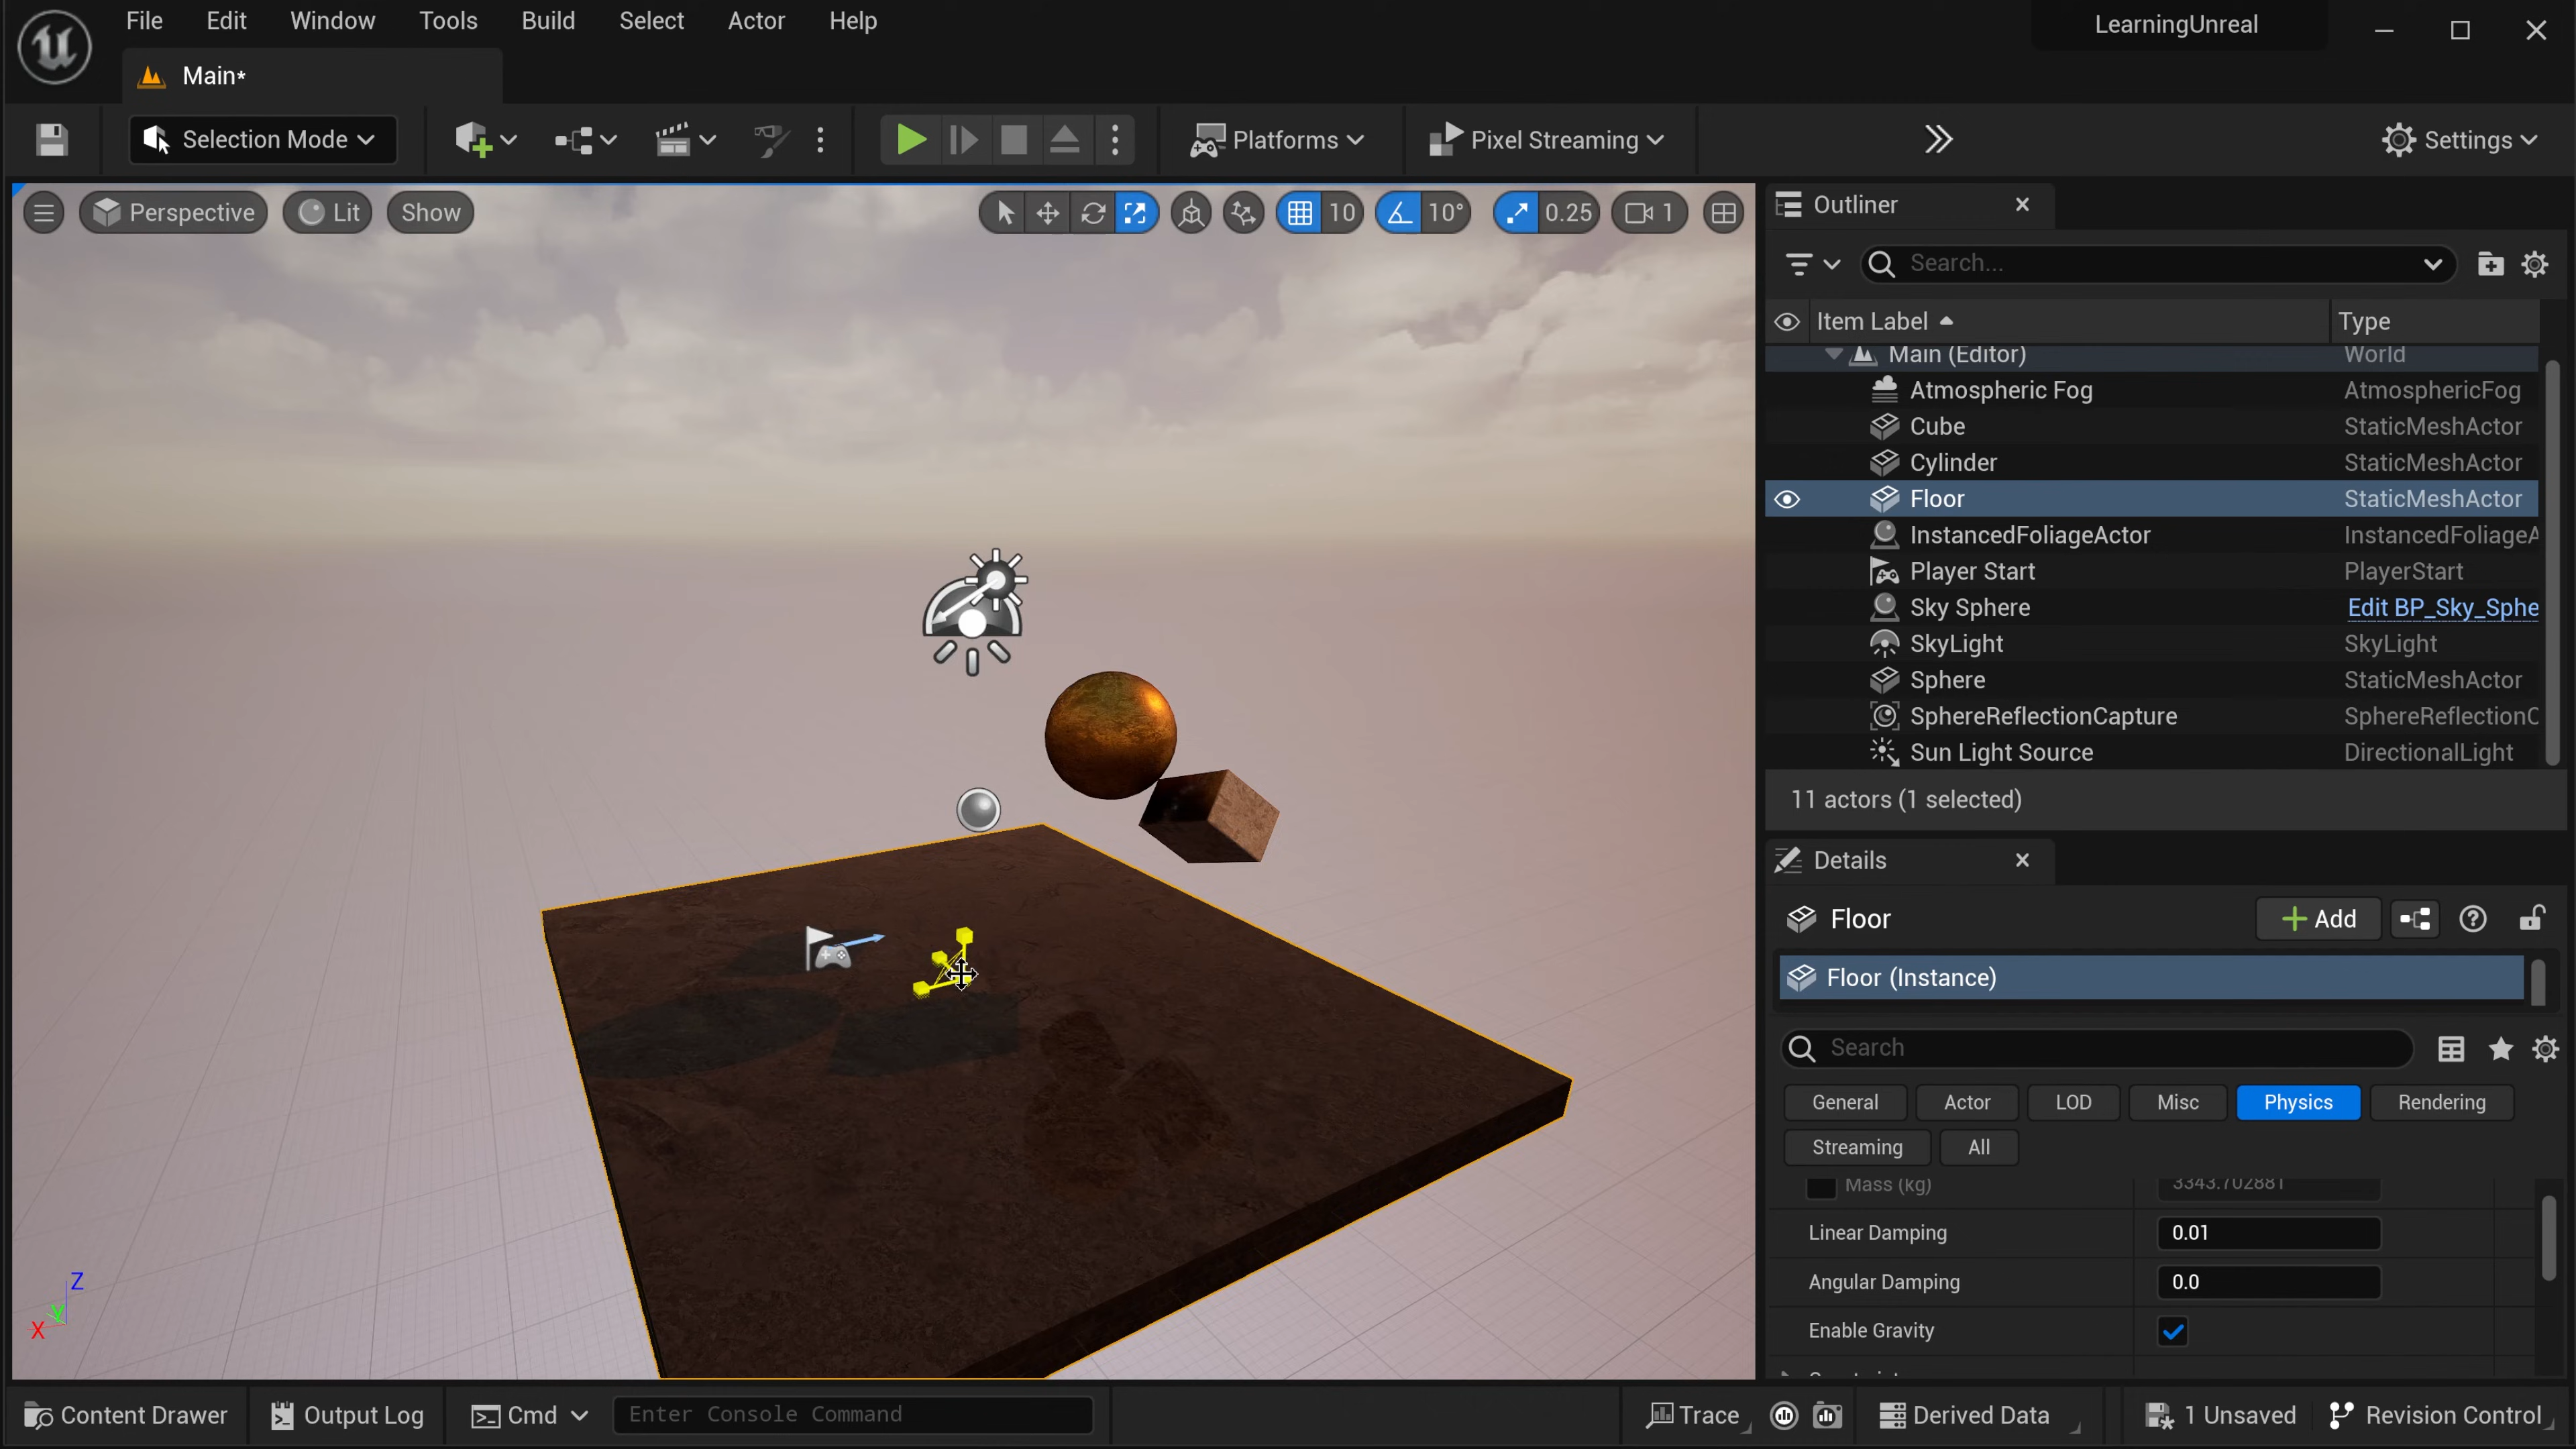 File Edit Window Tools Build Select Actor Help
LearningUnreal
Main*
Selection Mode
Platforms
Pixel Streaming
Settings
Perspective
Lit
Show
10
10°
0.25
1
Outliner
Search...
Item Label Type
Main (Editor) World
Atmospheric Fog AtmosphericFog
Cube StaticMeshActor
Cylinder StaticMeshActor
Floor StaticMeshActor
InstancedFoliageActor InstancedFoliageA
Player Start PlayerStart
Sky Sphere Edit BP_Sky_Sphe
SkyLight SkyLight
Sphere StaticMeshActor
SphereReflectionCapture SphereReflectionC
Sun Light Source DirectionalLight
11 actors (1 selected)
Details
Floor
Add
Floor (Instance)
Search
General Actor LOD Misc Physics Rendering
Streaming All
Mass (kg) 3343.702881
Linear Damping 0.01
Angular Damping 0.0
Enable Gravity
Z
Y
X
Content Drawer
Output Log
Cmd
Enter Console Command
Trace
Derived Data
1 Unsaved
Revision Control